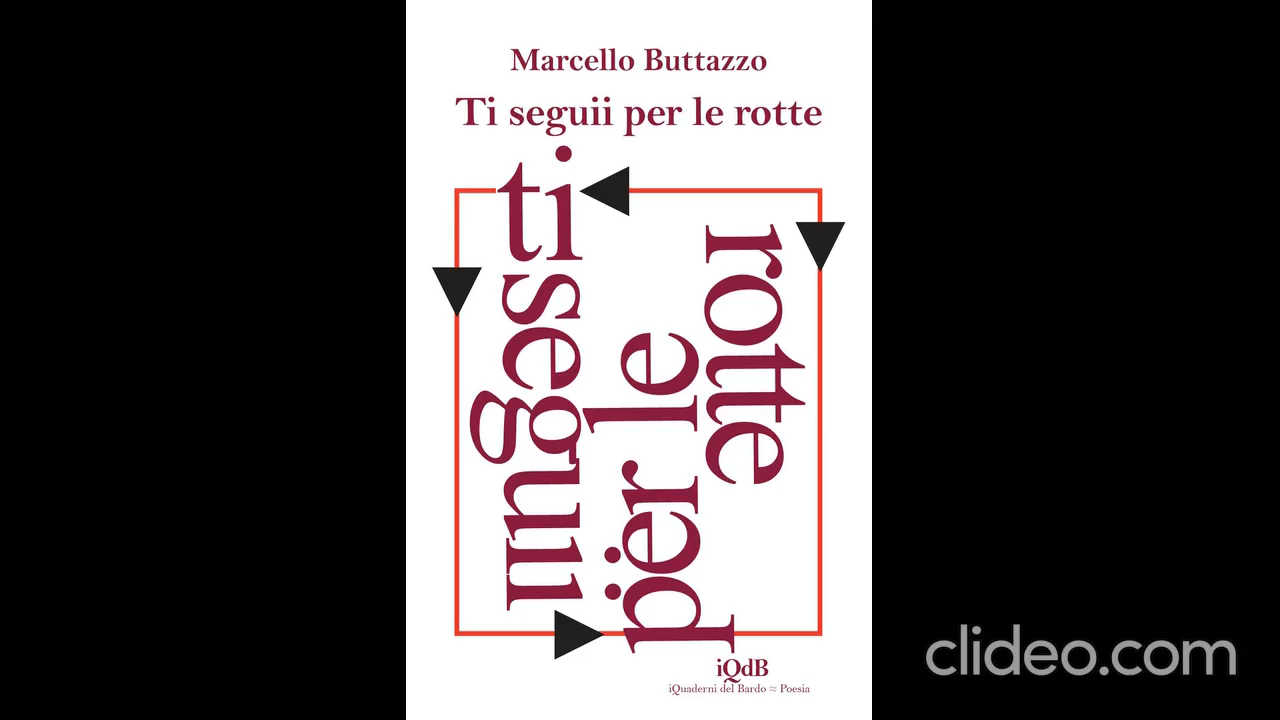 Marcello Buttazzo
Ti seguii per le rotte
ti
seguii
per le
rotte
iQdB
iQuaderni del Bardo ≈ Poesia
clideo.com